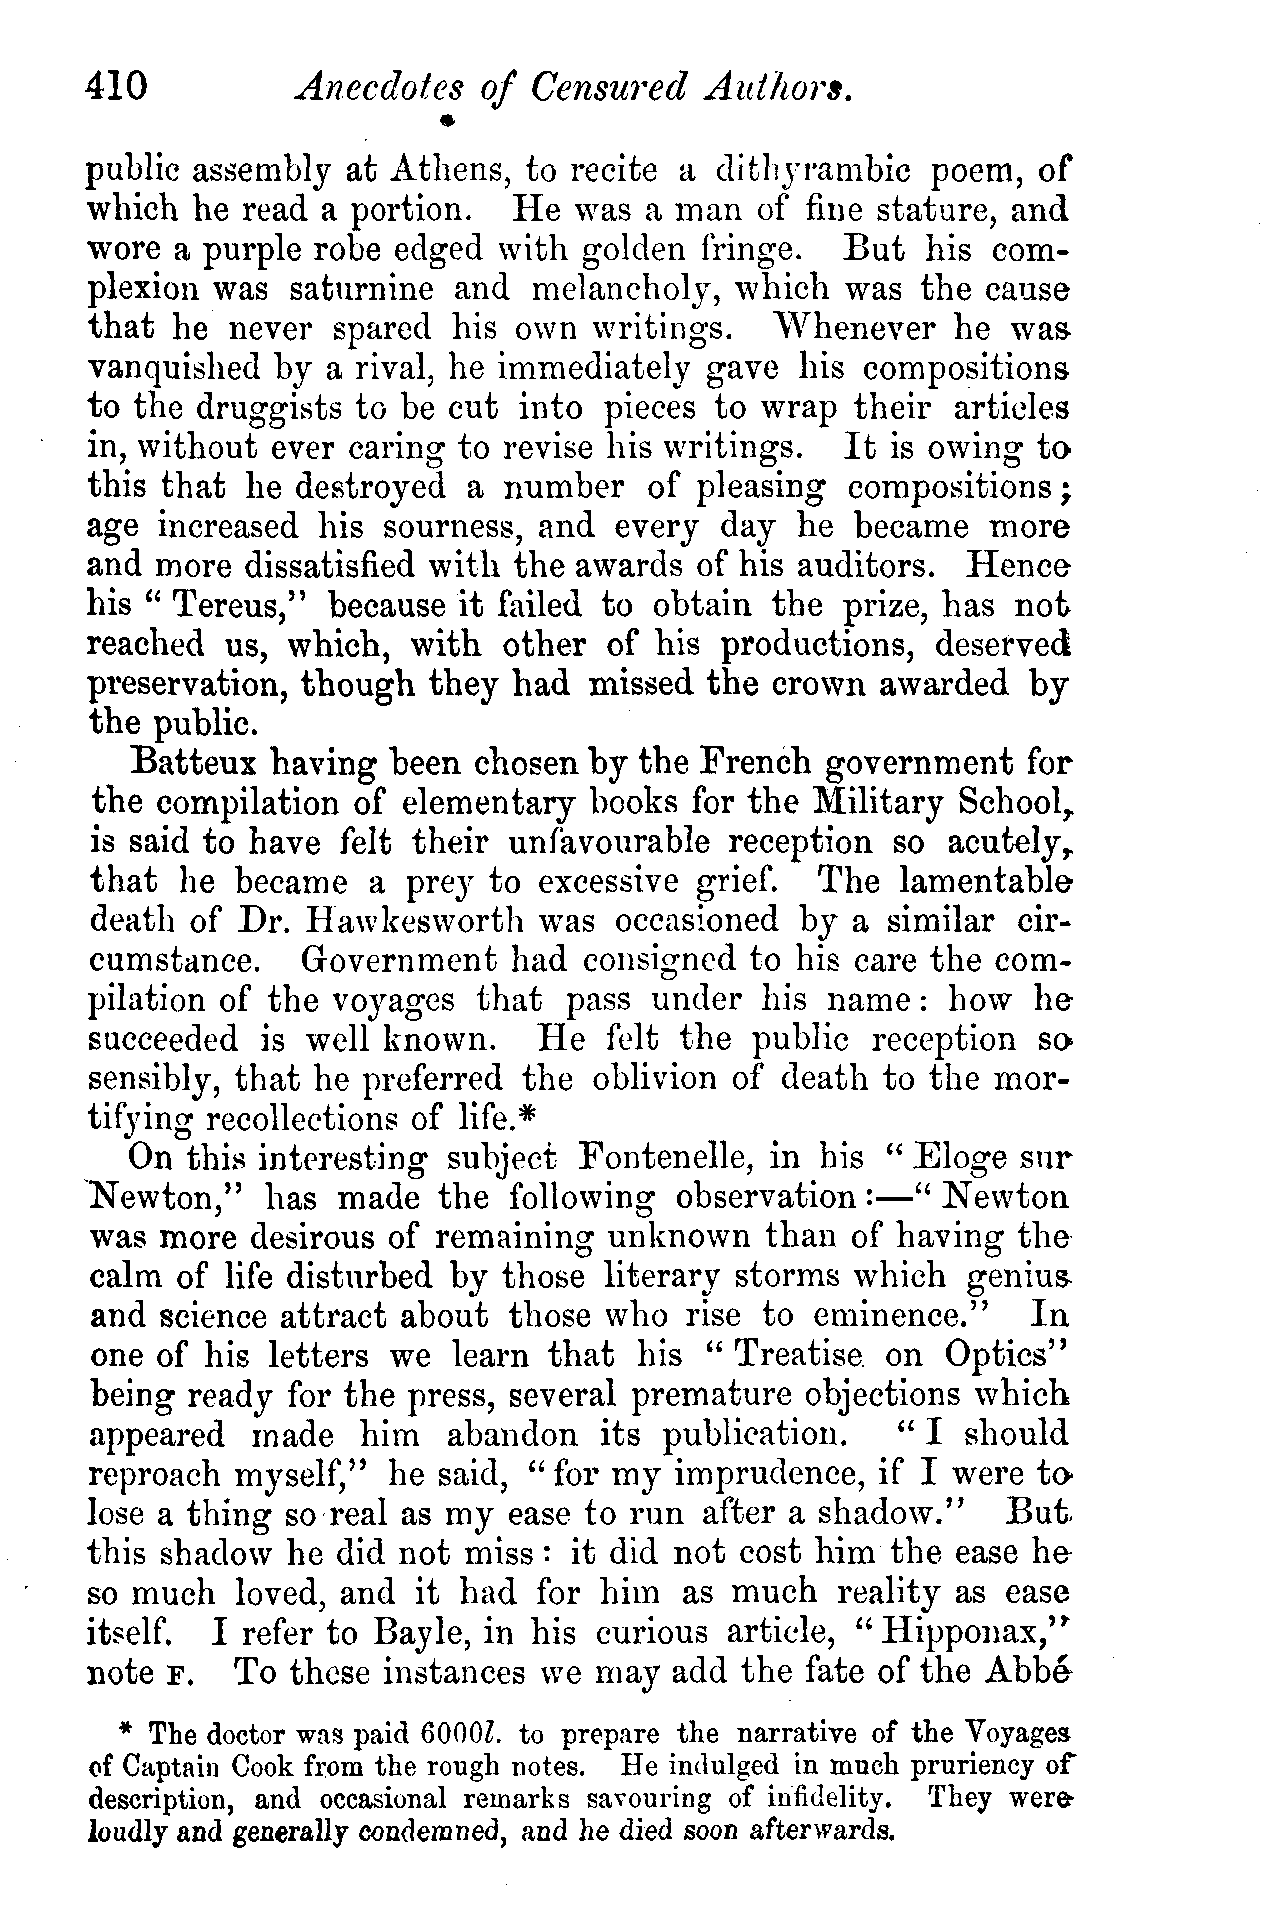 410 Anecdotes of Censured Authors.
public assembly at Athens, to recite a dithyrambic poem, of
which he read a portion. He was a man of fine stature, and
wore a purple robe edged with golden fringe. But his com-
plexion was saturnine and melancholy, which was the cause
that he never spared his own writings. Whenever he was
vanquished by a rival, he immediately gave his compositions
to the druggists to be cut into pieces to wrap their articles
in, without ever caring to revise his writings. It is owing to
this that he destroyed a number of pleasing compositions;
age increased his sourness, and every day he became more
and more dissatisfied with the awards of his auditors. Hence
his "Tereus," because it failed to obtain the prize, has not
reached us, which, with other of his productions, deserved
preservation, though they had missed the crown awarded by
the public.
Batteux having been chosen by the French government for
the compilation of elementary books for the Military School,
is said to have felt their unfavourable reception so acutely,
that he became a prey to excessive grief. The lamentable
death of Dr. Hawkesworth was occasioned by a similar cir-
cumstance. Government had consigned to his care the com-
pilation of the voyages that pass under his name: how he
succeeded is well known. He felt the public reception so
sensibly, that he preferred the oblivion of death to the mor-
tifying recollections of life.*
On this interesting subject Fontenelle, in his "Eloge sur
Newton," has made the following observation:—"Newton
was more desirous of remaining unknown than of having the
calm of life disturbed by those literary storms which genius
and science attract about those who rise to eminence." In
one of his letters we learn that his "Treatise on Optics"
being ready for the press, several premature objections which
appeared made him abandon its publication. "I should
reproach myself," he said, "for my imprudence, if I were to
lose a thing so real as my ease to run after a shadow." But
this shadow he did not miss: it did not cost him the ease he
so much loved, and it had for him as much reality as ease
itself. I refer to Bayle, in his curious article, "Hipponax,"
note F. To these instances we may add the fate of the Abbé
* The doctor was paid 6000l. to prepare the narrative of the Voyages
of Captain Cook from the rough notes. He indulged in much pruriency of
description, and occasional remarks savouring of infidelity. They were
loudly and generally condemned, and he died soon afterwards.